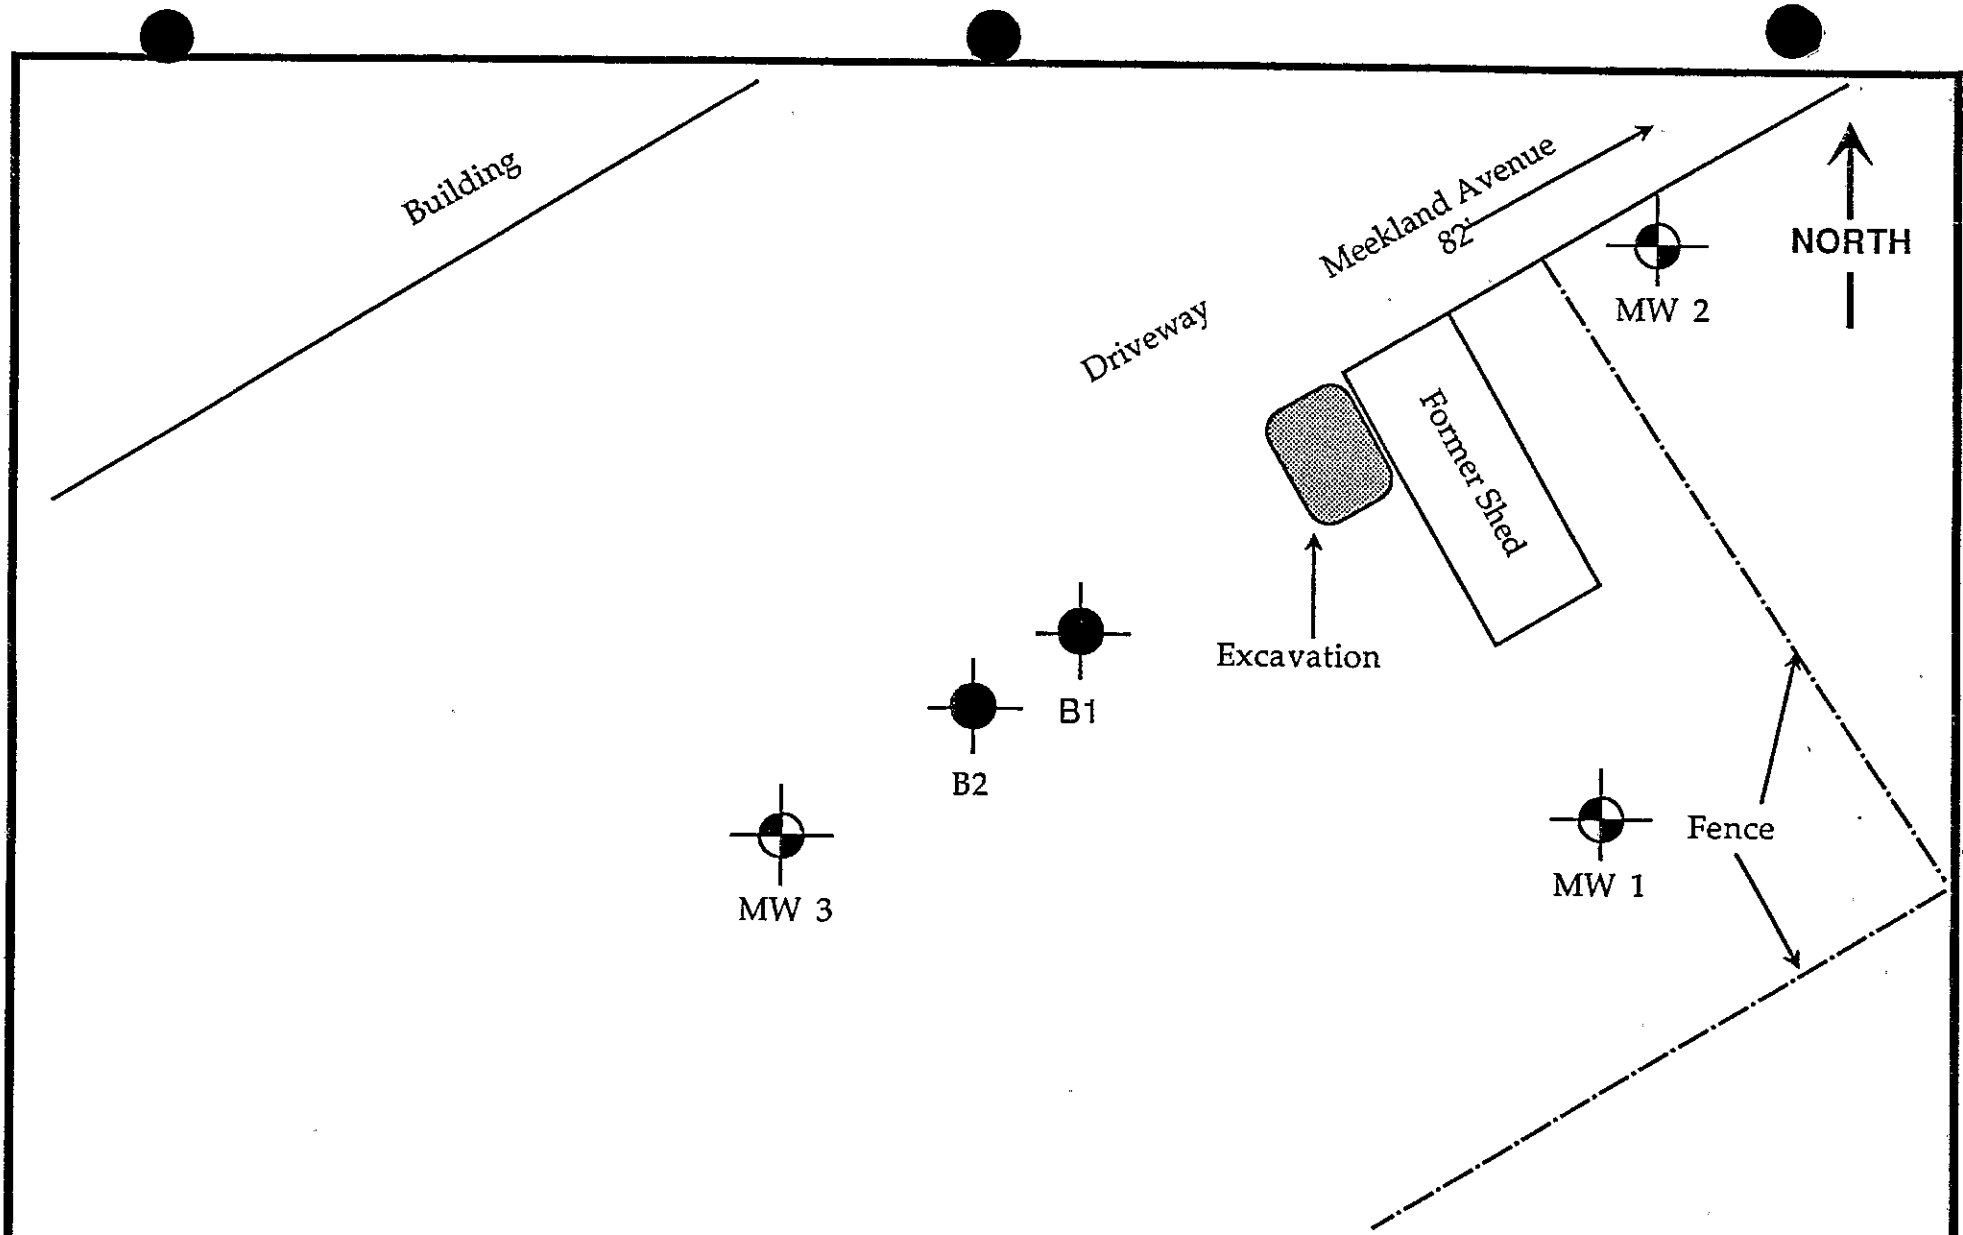 Building
Meekland Avenue
82'
NORTH
MW 2
Driveway
Former Shed
Excavation
B1
B2
MW 3
MW 1
Fence